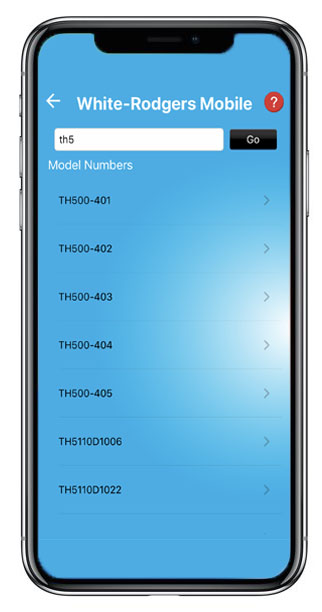 White-Rodgers Mobile ?
th5 Go
Model Numbers
TH500-401
TH500-402
TH500-403
TH500-404
TH500-405
TH5110D1006
TH5110D1022